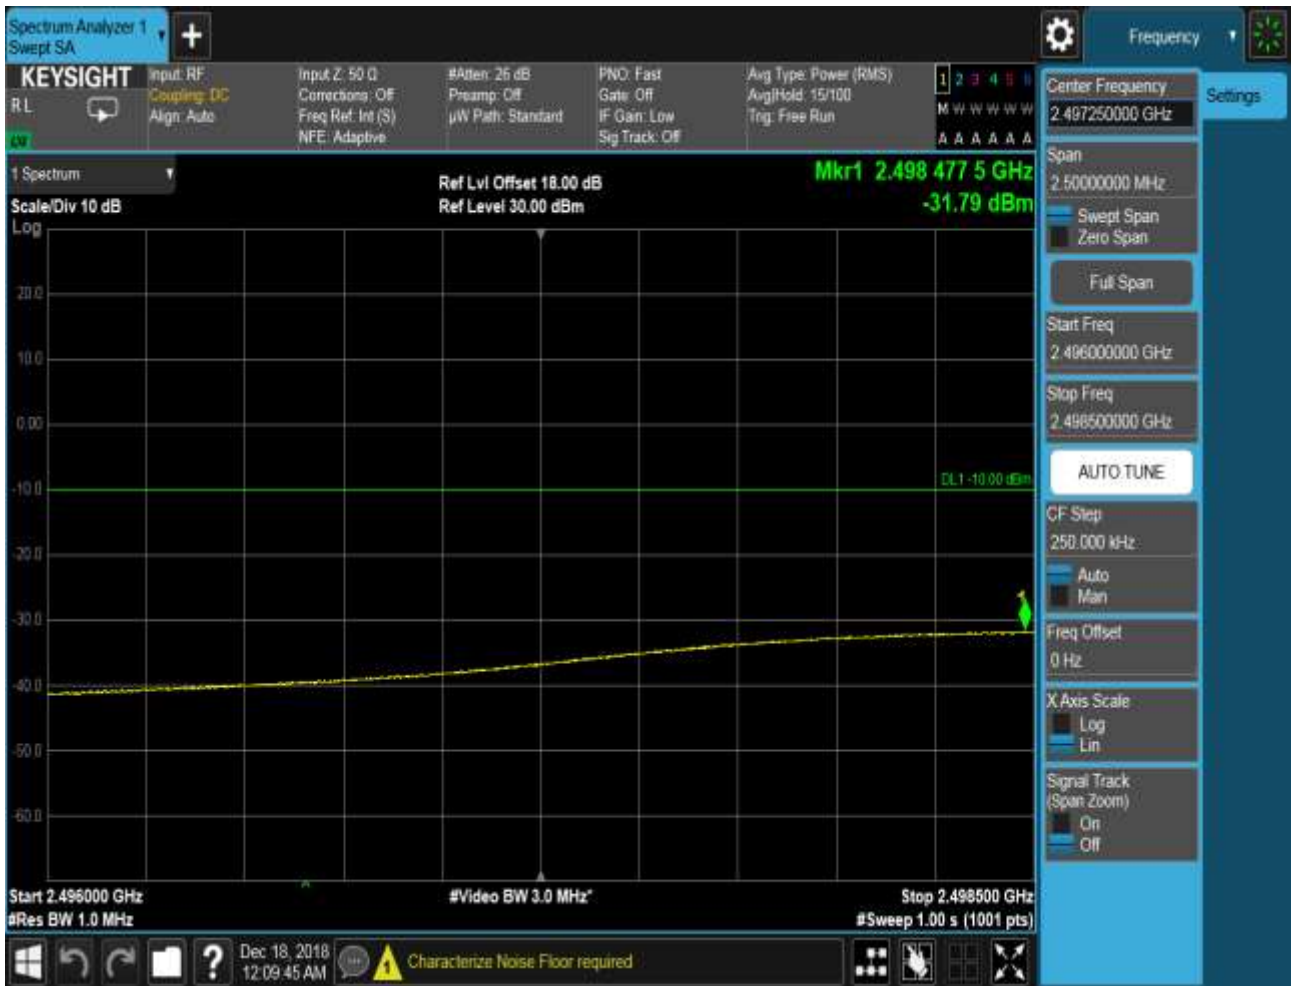 Spectrum Analyzer 1
Swept SA
Frequency
KEYSIGHT
R L
Input: RF
Coupling: DC
Align: Auto
Input Z: 50 Ω
Corrections: Off
Freq Ref: Int (S)
NFE: Adaptive
#Atten: 26 dB
Preamp: Off
µW Path: Standard
PNO: Fast
Gate: Off
IF Gain: Low
Sig Track: Off
Avg Type: Power (RMS)
Avg|Hold: 15/100
Trig: Free Run
1 2 3 4 5 6
M W W W W W
A A A A A A
Center Frequency
2.497250000 GHz
Settings
1 Spectrum
Scale/Div 10 dB
Log
Ref Lvl Offset 18.00 dB
Ref Level 30.00 dBm
Mkr1 2.498 477 5 GHz
-31.79 dBm
Span
2.50000000 MHz
Swept Span
Zero Span
Full Span
Start Freq
2.496000000 GHz
Stop Freq
2.498500000 GHz
AUTO TUNE
CF Step
250.000 kHz
Auto
Man
Freq Offset
0 Hz
X Axis Scale
Log
Lin
Signal Track
(Span Zoom)
On
Off
20.0
10.0
0.00
-10.0
-20.0
-30.0
-40.0
-50.0
-60.0
DL1 -10.00 dBm
1
Start 2.496000 GHz
#Res BW 1.0 MHz
#Video BW 3.0 MHz*
Stop 2.498500 GHz
#Sweep 1.00 s (1001 pts)
?
Dec 18, 2018
12:09:45 AM
1
Characterize Noise Floor required